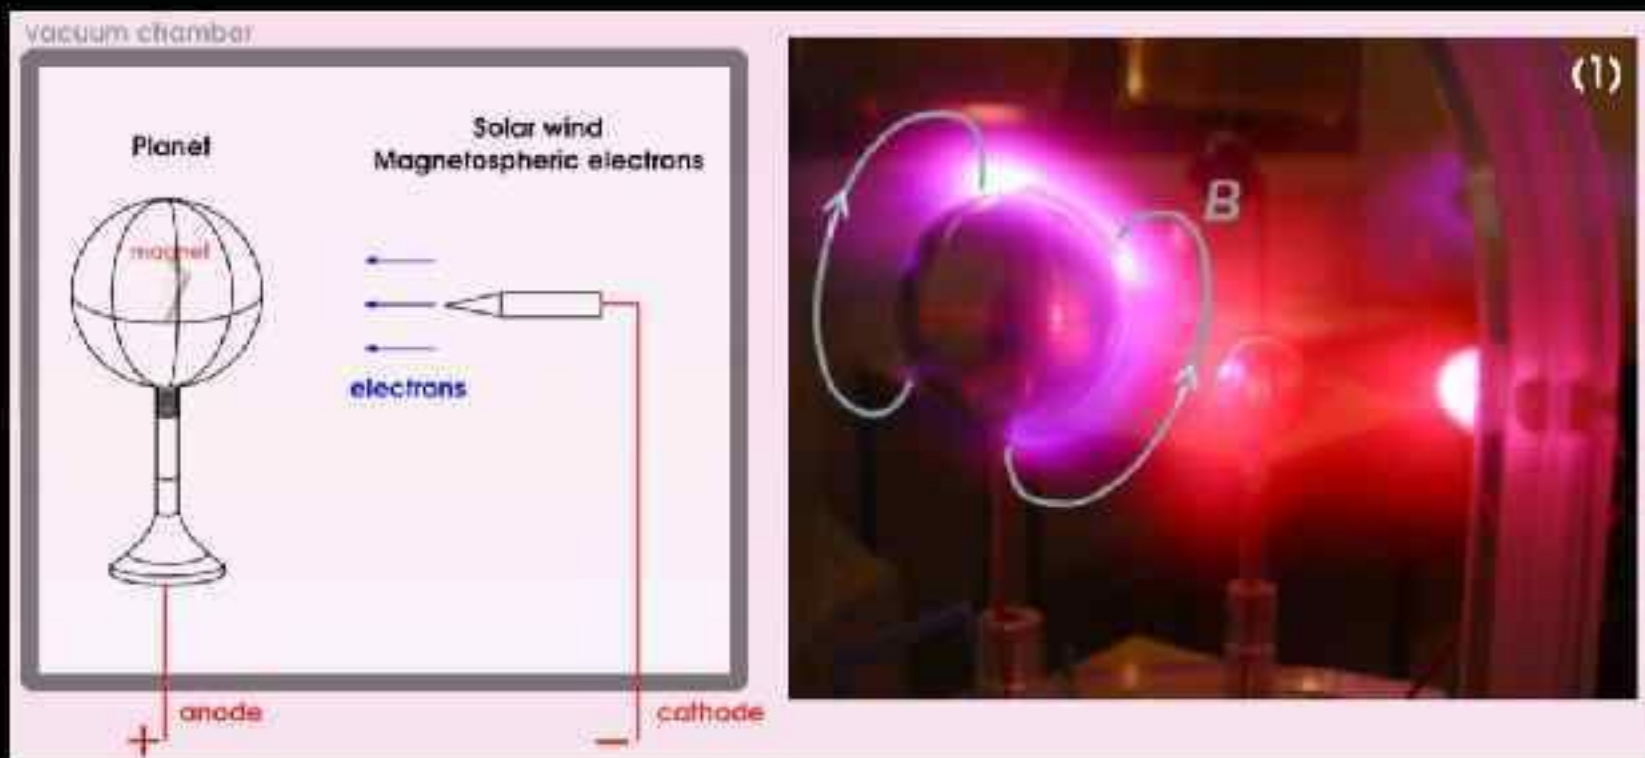 vacuum chamber
Planet
Solar wind
Magnetospheric electrons
magnet
electrons
anode
cathode
+
−
(1)
B